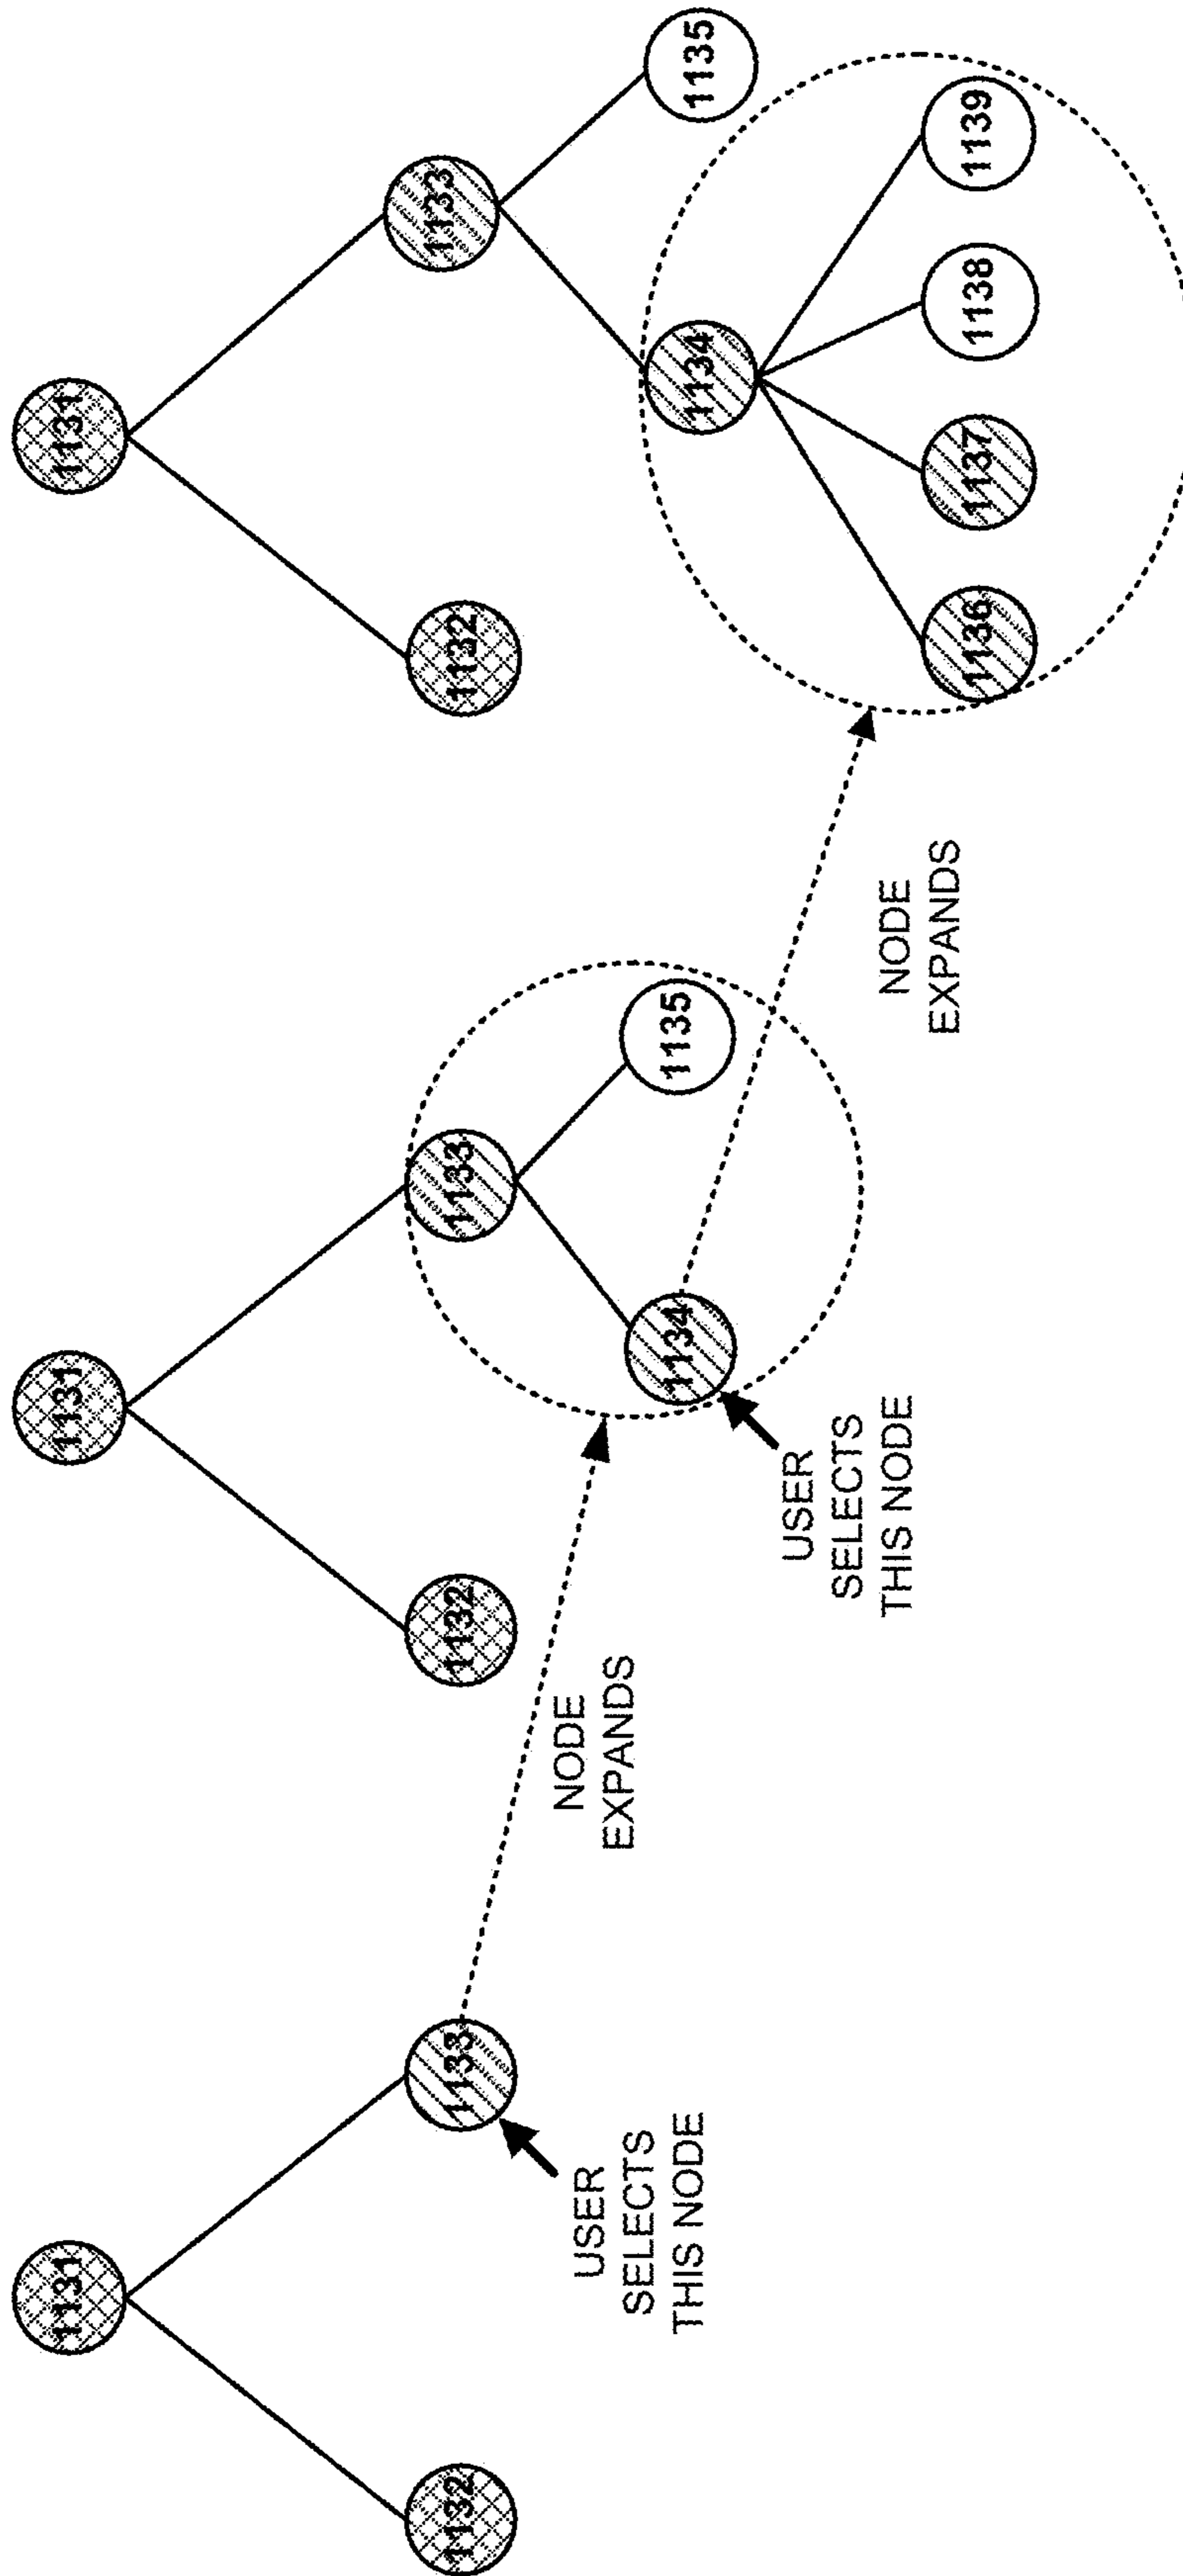 1131
1132
1133
USER
SELECTS
THIS NODE
NODE
EXPANDS
1131
1132
1133
1134
1135
USER
SELECTS
THIS NODE
NODE
EXPANDS
1131
1132
1133
1134
1135
1136
1137
1138
1139